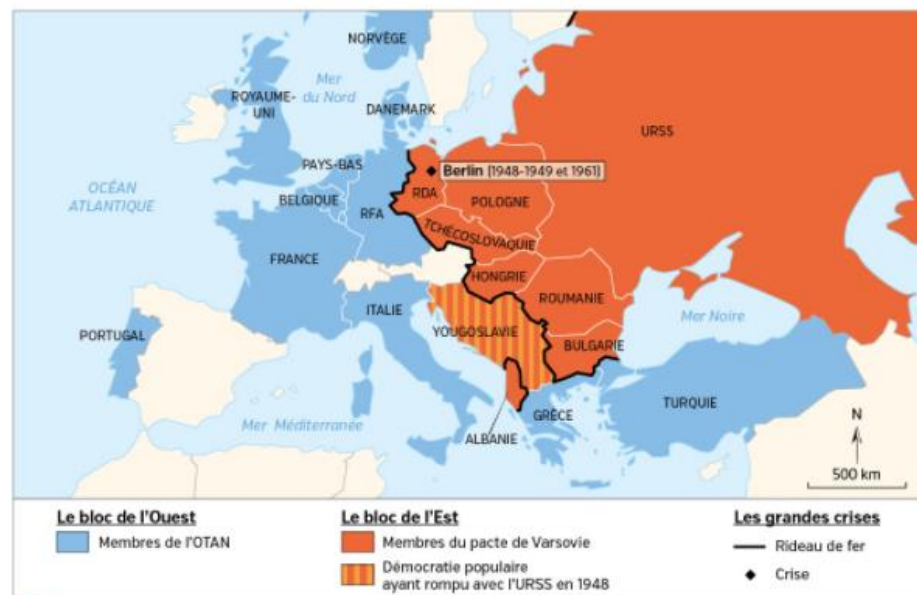 NORVÈGE
Mer
du Nord
ROYAUME-
UNI
DANEMARK
URSS
PAYS-BAS
Berlin (1948-1949 et 1961)
OCÉAN
ATLANTIQUE
BELGIQUE
RDA
POLOGNE
RFA
TCHÉCOSLOVAQUIE
FRANCE
HONGRIE
ROUMANIE
ITALIE
Mer Noire
PORTUGAL
YOUGOSLAVIE
BULGARIE
TURQUIE
Mer Méditerranée
GRÈCE
ALBANIE
N
500 km
Le bloc de l'Ouest
Membres de l'OTAN
Le bloc de l'Est
Membres du pacte de Varsovie
Démocratie populaire
ayant rompu avec l'URSS en 1948
Les grandes crises
Rideau de fer
Crise